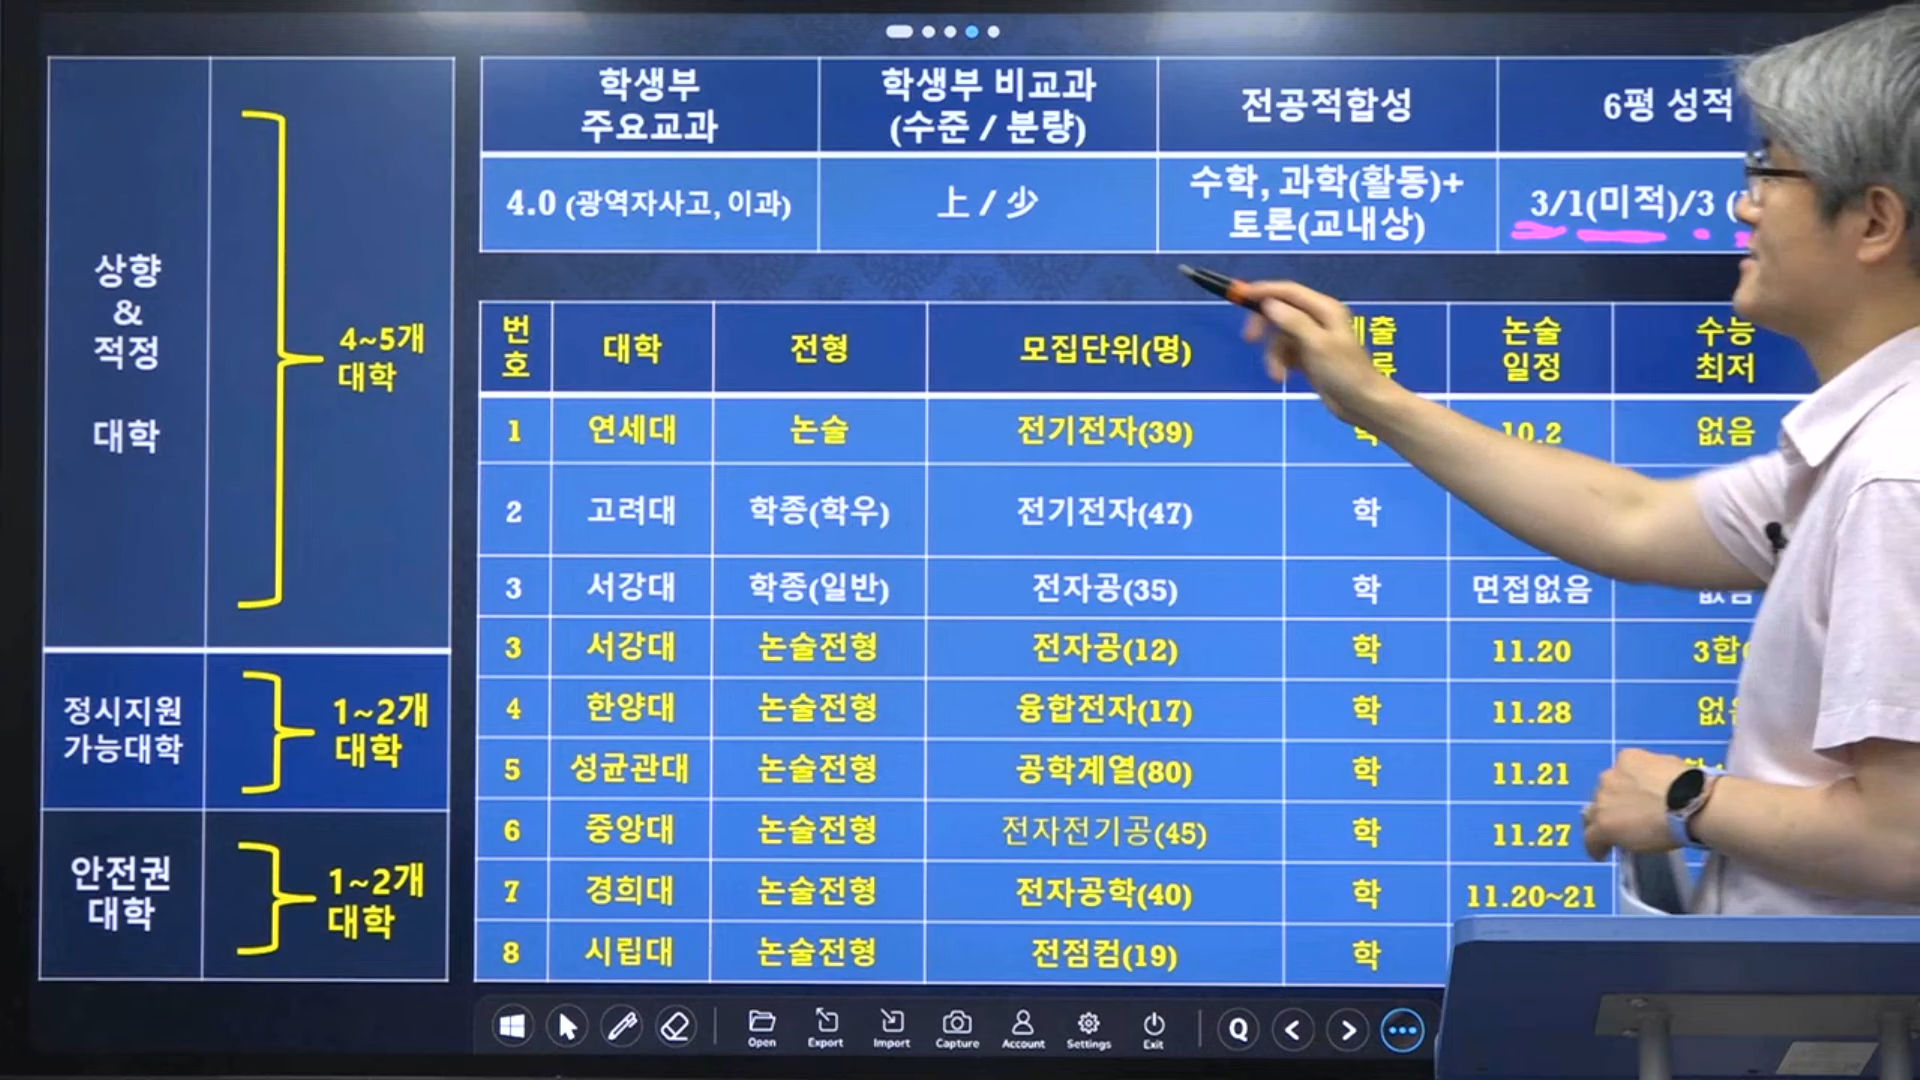 상향
&
적정
대학
4~5개
대학
정시지원
가능대학
1~2개
대학
안전권
대학
1~2개
대학
학생부
주요교과
학생부 비교과
(수준 / 분량)
전공적합성
6평 성적
4.0 (광역자사고, 이과)
上 / 少
수학, 과학(활동)+
토론(교내상)
3/1(미적)/3 (
번
호
대학
전형
모집단위(명)
출
논술
일정
수능
최저
1 연세대 논술 전기전자(39) 학 10.2 없음
2 고려대 학종(학우) 전기전자(47) 학
3 서강대 학종(일반) 전자공(35) 학 면접없음 없음
3 서강대 논술전형 전자공(12) 학 11.20 3합
4 한양대 논술전형 융합전자(17) 학 11.28 없
5 성균관대 논술전형 공학계열(80) 학 11.21
6 중앙대 논술전형 전자전기공(45) 학 11.27
7 경희대 논술전형 전자공학(40) 학 11.20~21
8 시립대 논술전형 전점컴(19) 학
Open Export Import Capture Account Settings Exit Q